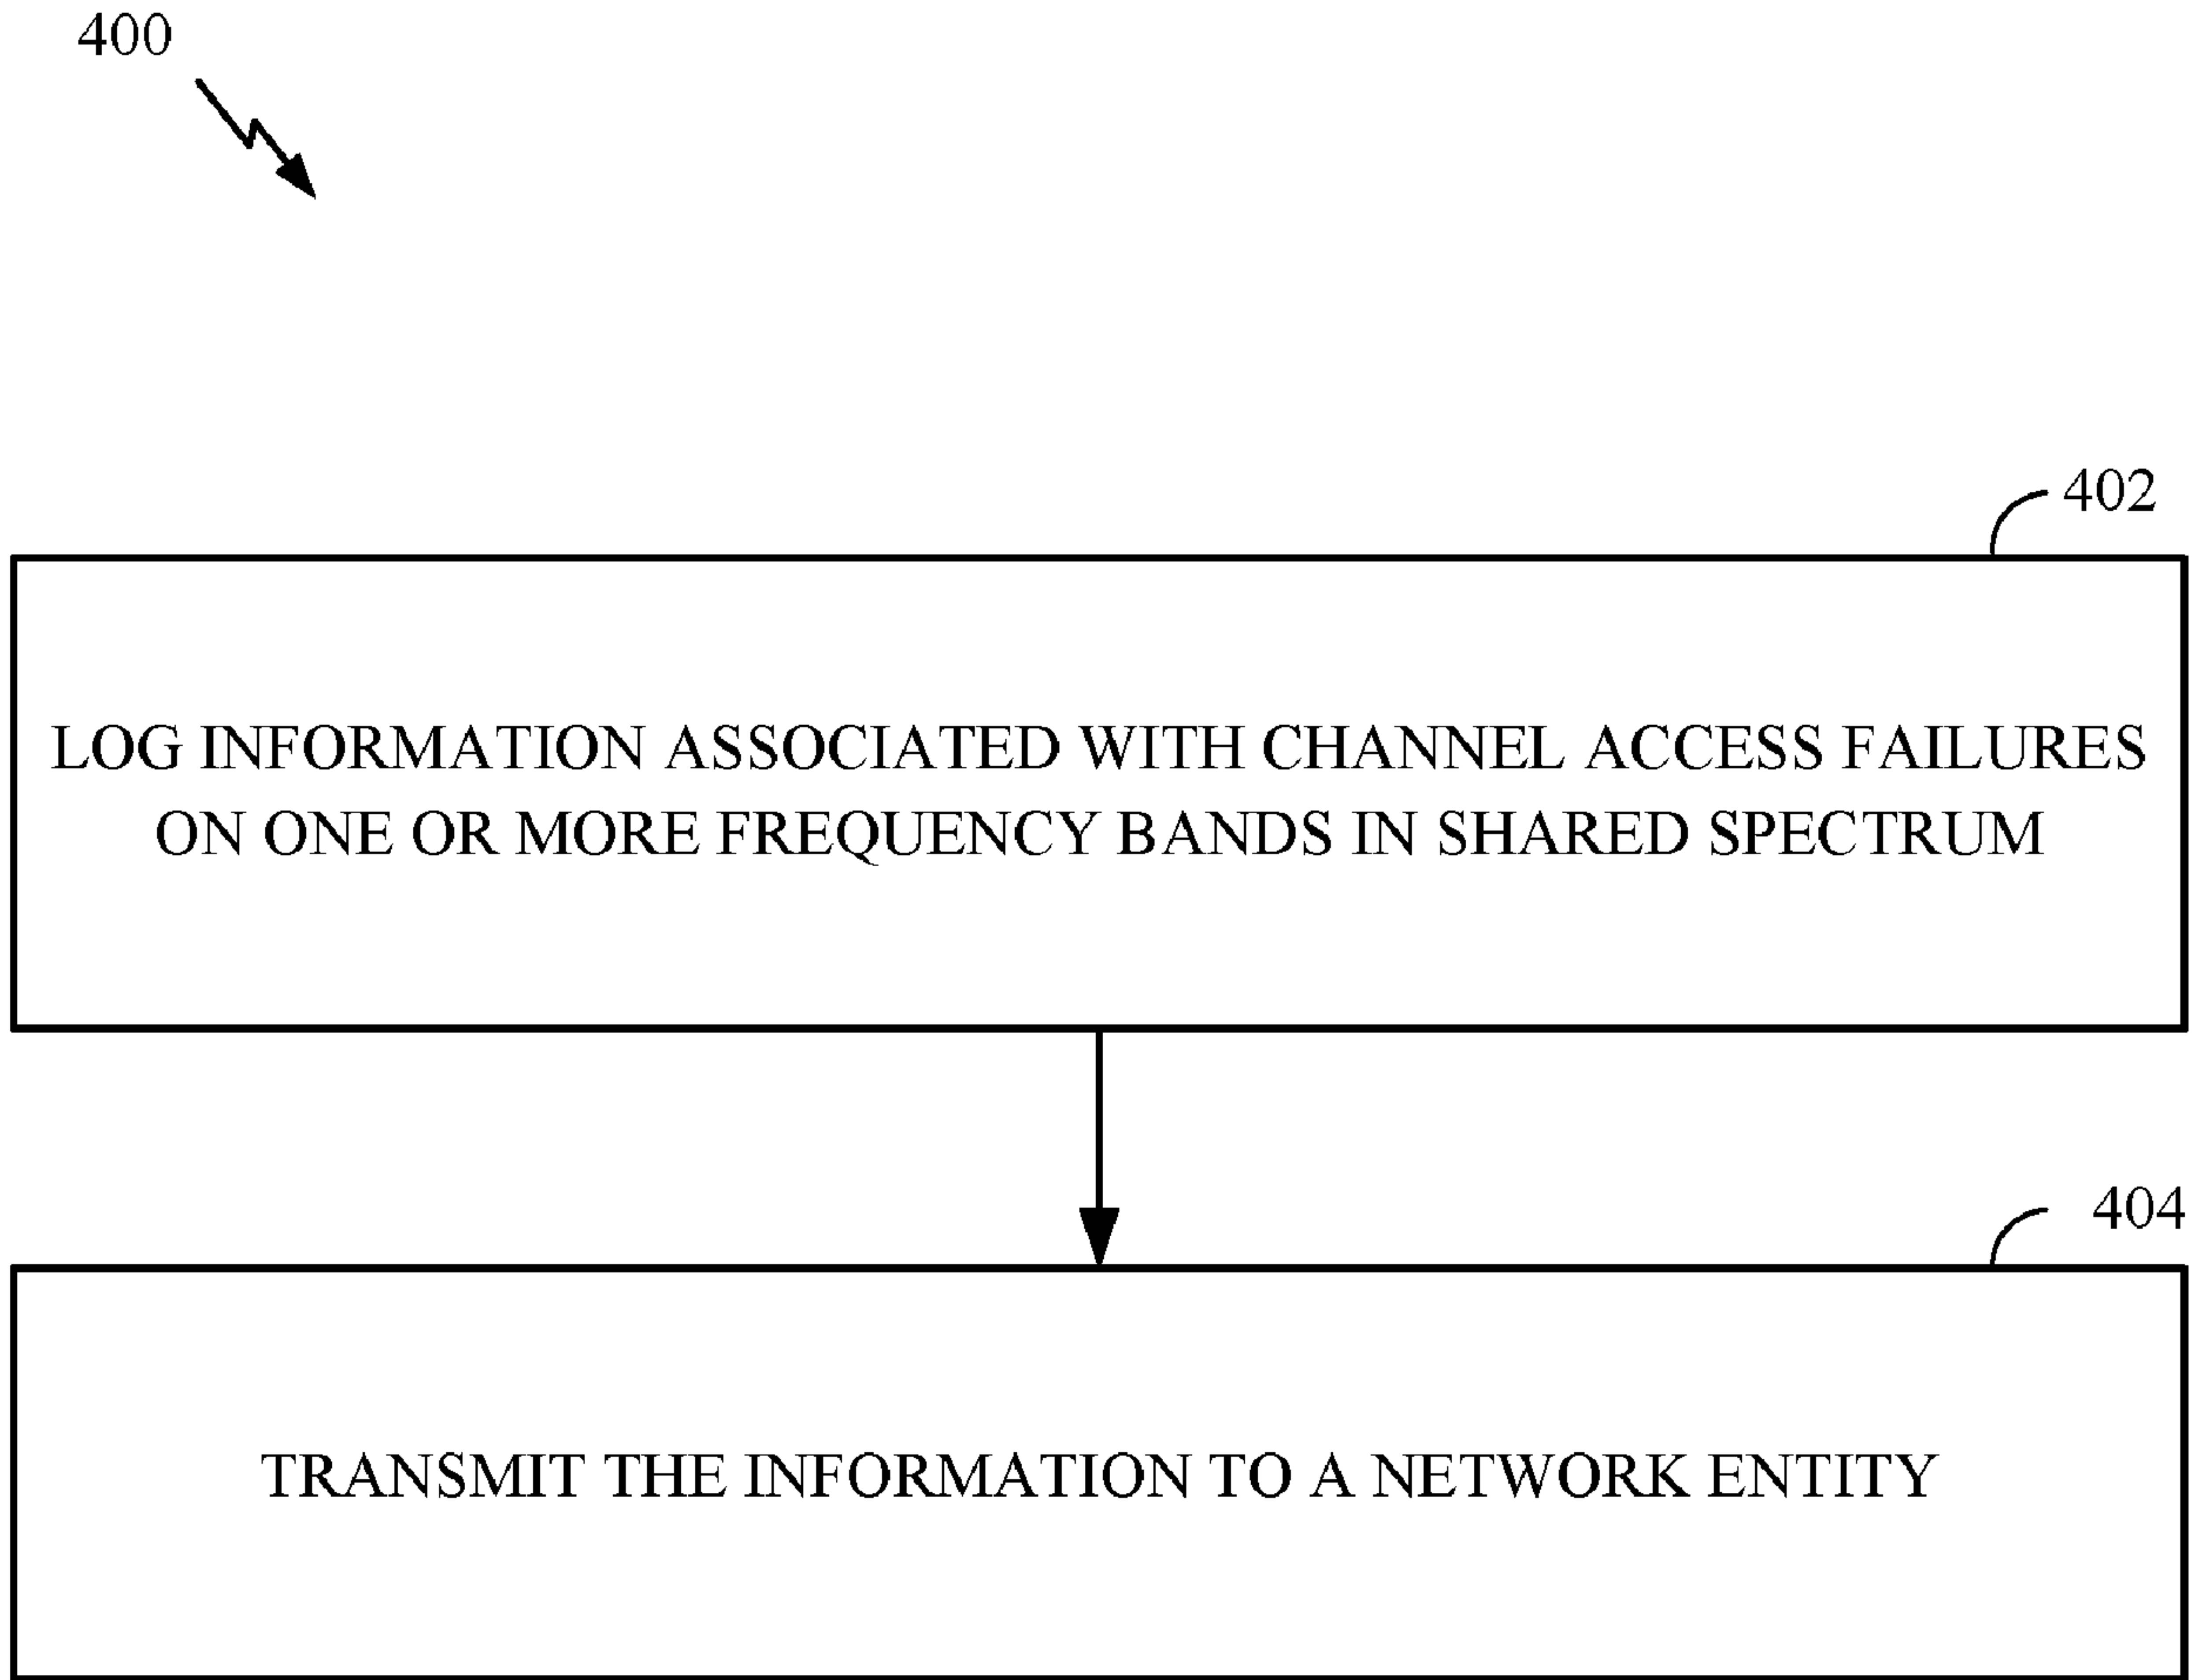 400
402
LOG INFORMATION ASSOCIATED WITH CHANNEL ACCESS FAILURES
ON ONE OR MORE FREQUENCY BANDS IN SHARED SPECTRUM
404
TRANSMIT THE INFORMATION TO A NETWORK ENTITY